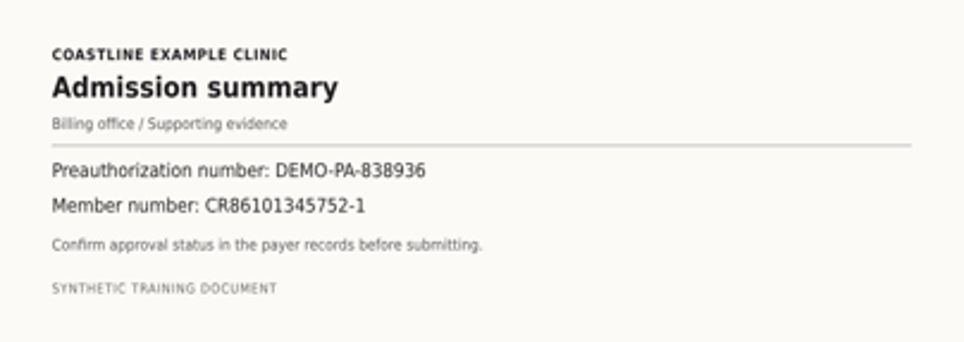 COASTLINE EXAMPLE CLINIC
Admission summary
Billing office / Supporting evidence
Preauthorization number: DEMO-PA-838936
Member number: CR86101345752-1
Confirm approval status in the payer records before submitting.
SYNTHETIC TRAINING DOCUMENT